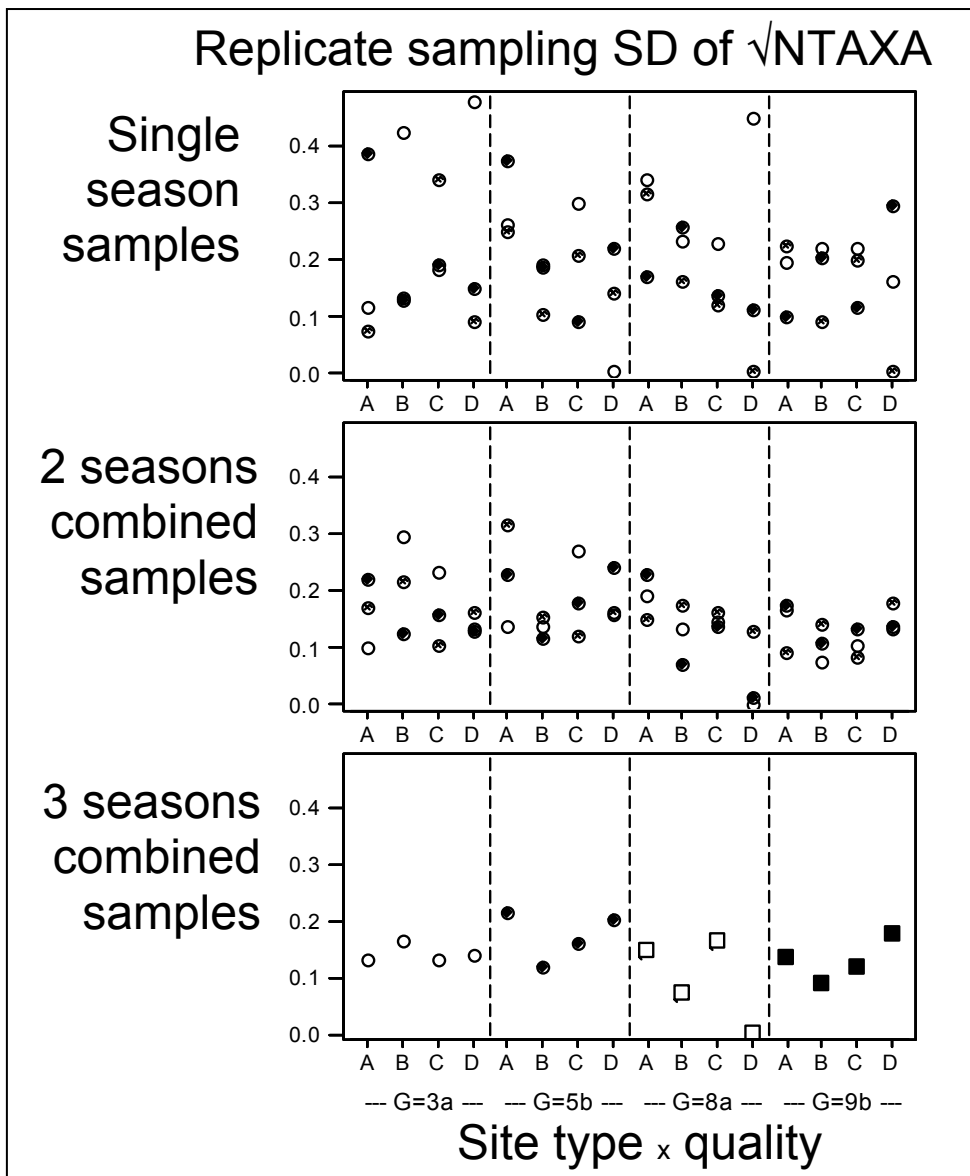 Replicate sampling SD of √NTAXA
Single
season
samples
0.4
0.3
0.2
0.1
0.0
A B C D A B C D A B C D A B C D
2 seasons
combined
samples
0.4
0.3
0.2
0.1
0.0
A B C D A B C D A B C D A B C D
3 seasons
combined
samples
0.4
0.3
0.2
0.1
0.0
A B C D A B C D A B C D A B C D
--- G=3a --- --- G=5b --- --- G=8a --- --- G=9b ---
Site type x quality